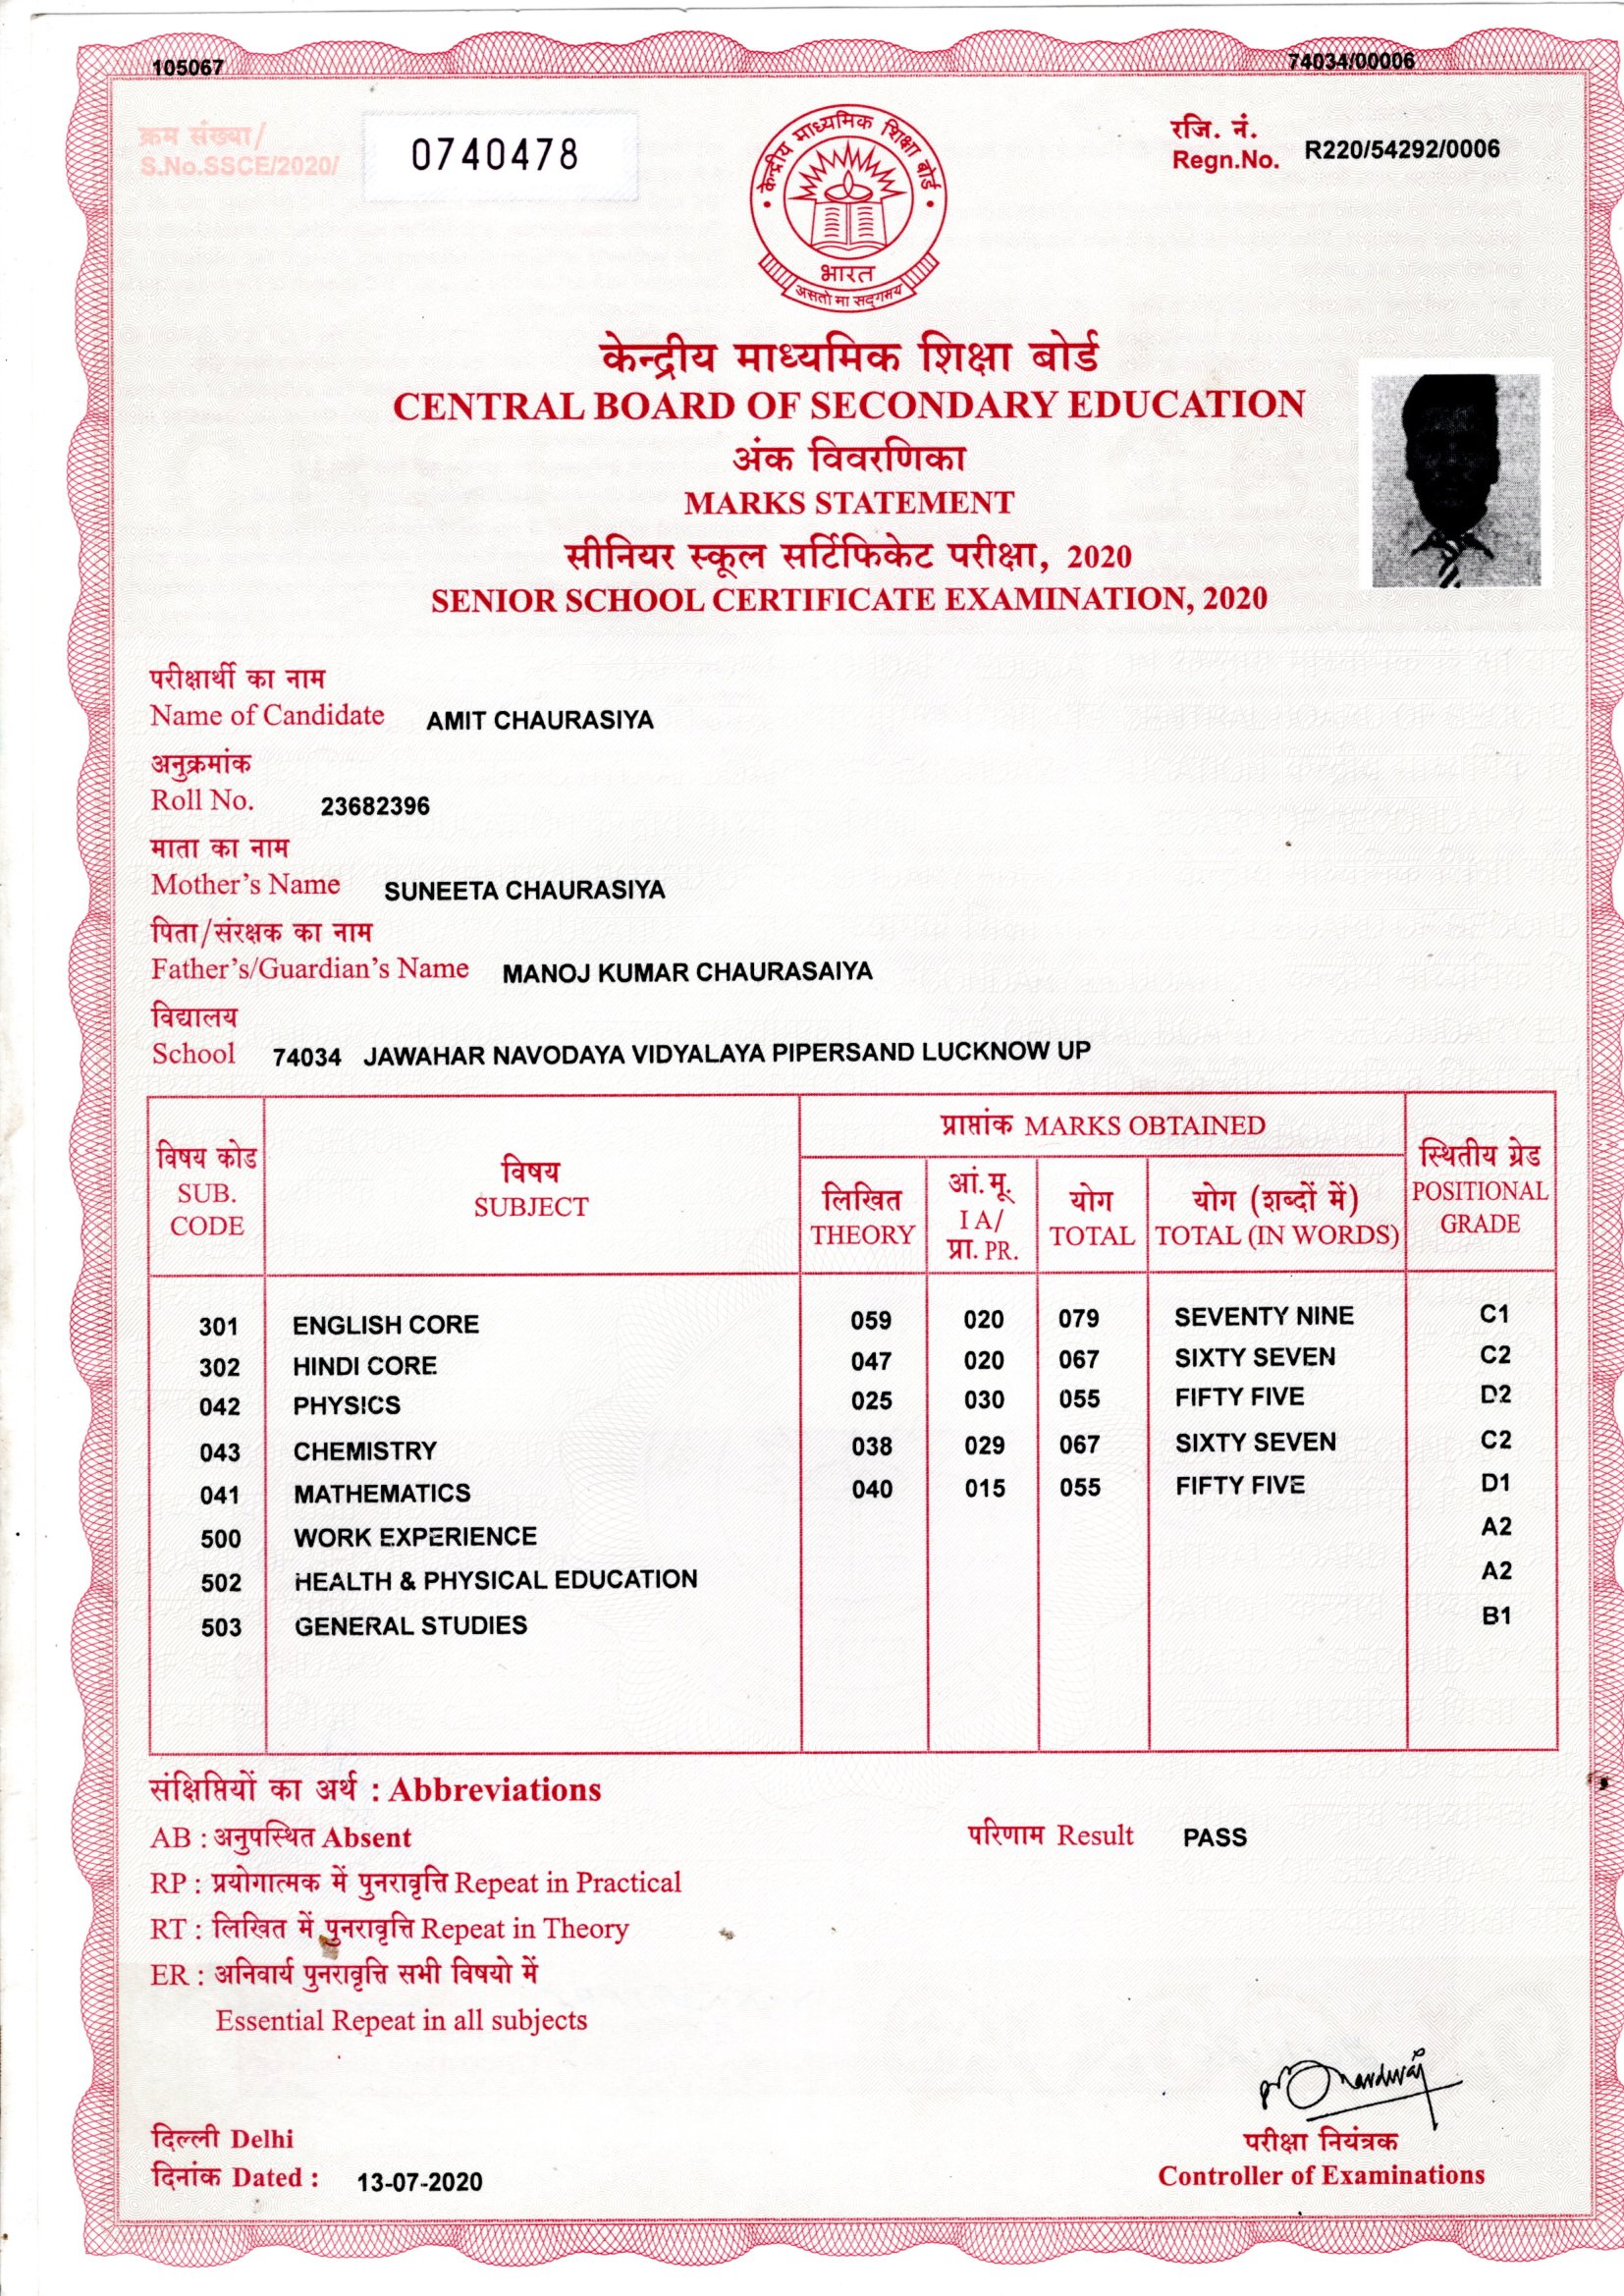 105067
74034/00006
क्रम संख्या/
S.No.SSCE/2020/
0740478
रजि. नं.
Regn.No. R220/54292/0006
केन्द्रीय माध्यमिक शिक्षा बोर्ड
भारत
असतो मा सद्गमय
केन्द्रीय माध्यमिक शिक्षा बोर्ड
CENTRAL BOARD OF SECONDARY EDUCATION
अंक विवरणिका
MARKS STATEMENT
सीनियर स्कूल सर्टिफिकेट परीक्षा, 2020
SENIOR SCHOOL CERTIFICATE EXAMINATION, 2020
परीक्षार्थी का नाम
Name of Candidate AMIT CHAURASIYA
अनुक्रमांक
Roll No. 23682396
माता का नाम
Mother's Name SUNEETA CHAURASIYA
पिता/संरक्षक का नाम
Father's/Guardian's Name MANOJ KUMAR CHAURASAIYA
विद्यालय
School 74034 JAWAHAR NAVODAYA VIDYALAYA PIPERSAND LUCKNOW UP
विषय कोड
SUB.
CODE
विषय
SUBJECT
प्राप्तांक MARKS OBTAINED
लिखित
THEORY
आं.मू.
I A/
प्रा. PR.
योग
TOTAL
योग (शब्दों में)
TOTAL (IN WORDS)
स्थितीय ग्रेड
POSITIONAL
GRADE
301 ENGLISH CORE 059 020 079 SEVENTY NINE C1
302 HINDI CORE 047 020 067 SIXTY SEVEN C2
042 PHYSICS 025 030 055 FIFTY FIVE D2
043 CHEMISTRY 038 029 067 SIXTY SEVEN C2
041 MATHEMATICS 040 015 055 FIFTY FIVE D1
500 WORK EXPERIENCE A2
502 HEALTH & PHYSICAL EDUCATION A2
503 GENERAL STUDIES B1
संक्षिप्तियों का अर्थ : Abbreviations
AB : अनुपस्थित Absent
परिणाम Result PASS
RP : प्रयोगात्मक में पुनरावृत्ति Repeat in Practical
RT : लिखित में पुनरावृत्ति Repeat in Theory
ER : अनिवार्य पुनरावृत्ति सभी विषयो में
Essential Repeat in all subjects
दिल्ली Delhi
दिनांक Dated : 13-07-2020
परीक्षा नियंत्रक
Controller of Examinations